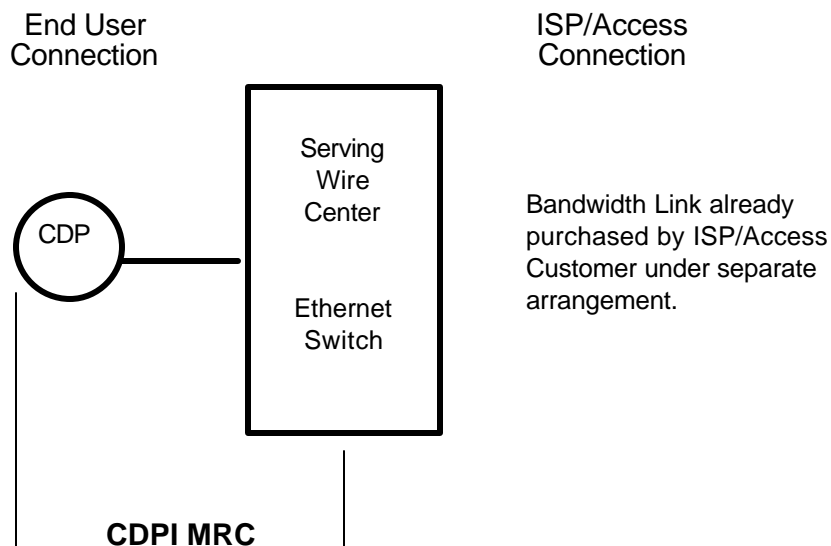 End User
Connection
ISP/Access
Connection
Serving
Wire
Center
CDP
Ethernet
Switch
Bandwidth Link already
purchased by ISP/Access
Customer under separate
arrangement.
CDPI MRC